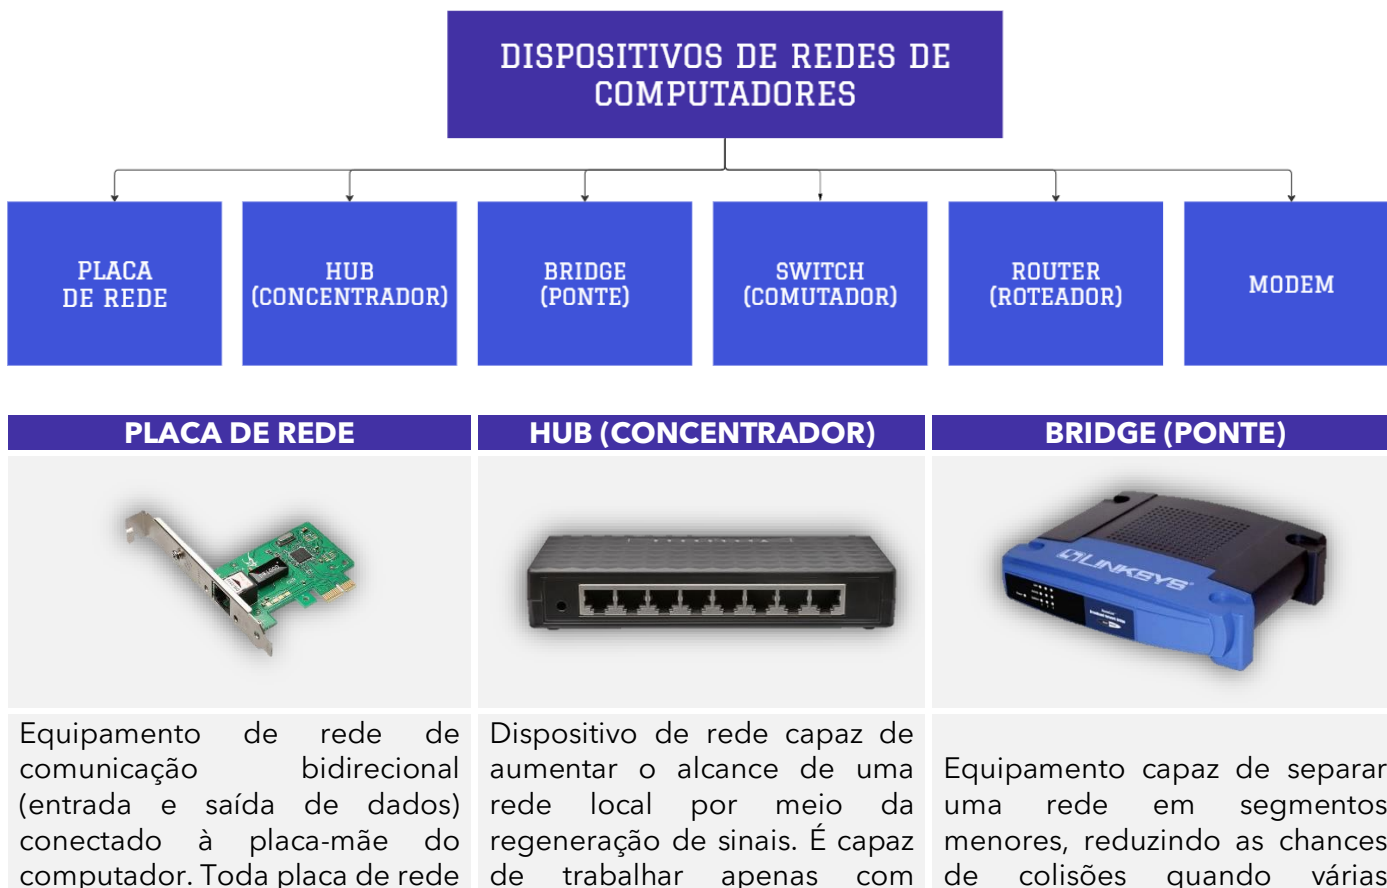 DISPOSITIVOS DE REDES DE
COMPUTADORES
PLACA
DE REDE
HUB
(CONCENTRADOR)
BRIDGE
(PONTE)
SWITCH
(COMUTADOR)
ROUTER
(ROTEADOR)
MODEM
PLACA DE REDE
HUB (CONCENTRADOR)
BRIDGE (PONTE)
LINKSYS
Equipamento de rede de
comunicação bidirecional
(entrada e saída de dados)
conectado à placa-mãe do
computador. Toda placa de rede
Dispositivo de rede capaz de
aumentar o alcance de uma
rede local por meio da
regeneração de sinais. É capaz
de trabalhar apenas com
Equipamento capaz de separar
uma rede em segmentos
menores, reduzindo as chances
de colisões quando várias